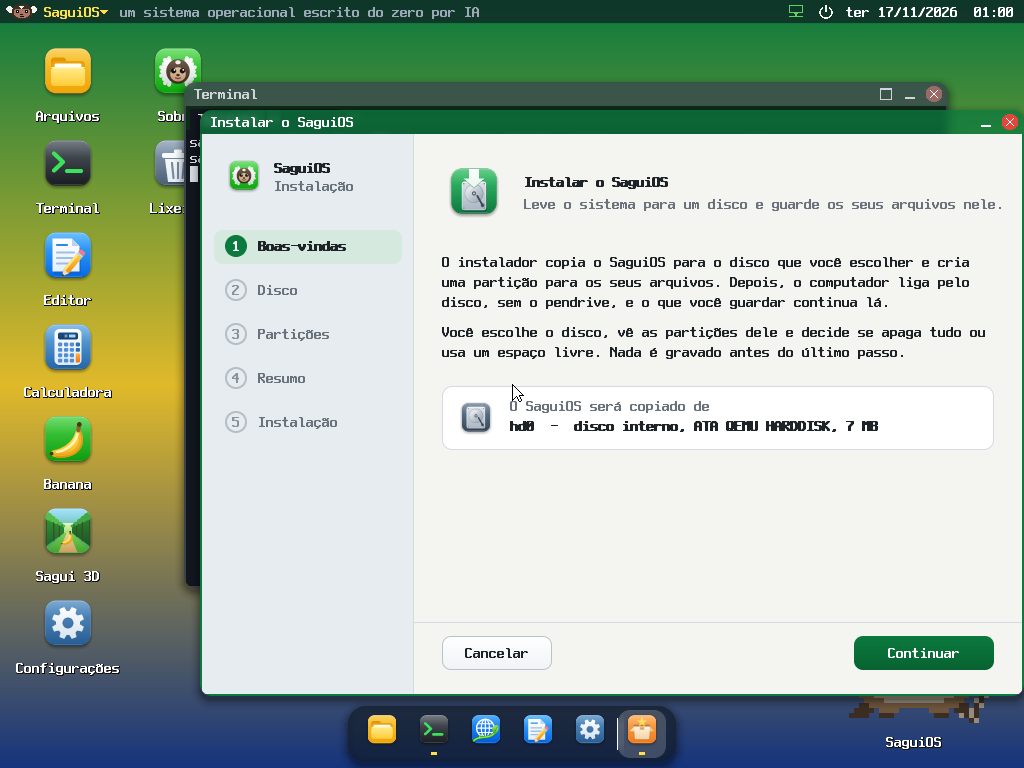 SaguiOS um sistema operacional escrito do zero por IA
ter 17/11/2026 01:00
Arquivos
Terminal
Editor
Calculadora
Banana
Sagui 3D
Configurações
Terminal
Instalar o SaguiOS
SaguiOS
Instalação
1 Boas-vindas
2 Disco
3 Partições
4 Resumo
5 Instalação
Instalar o SaguiOS
Leve o sistema para um disco e guarde os seus arquivos nele.
O instalador copia o SaguiOS para o disco que você escolher e cria
uma partição para os seus arquivos. Depois, o computador liga pelo
disco, sem o pendrive, e o que você guardar continua lá.
Você escolhe o disco, vê as partições dele e decide se apaga tudo ou
usa um espaço livre. Nada é gravado antes do último passo.
O SaguiOS será copiado de
hd0 - disco interno, ATA QEMU HARDDISK, 7 MB
Cancelar
Continuar
SaguiOS